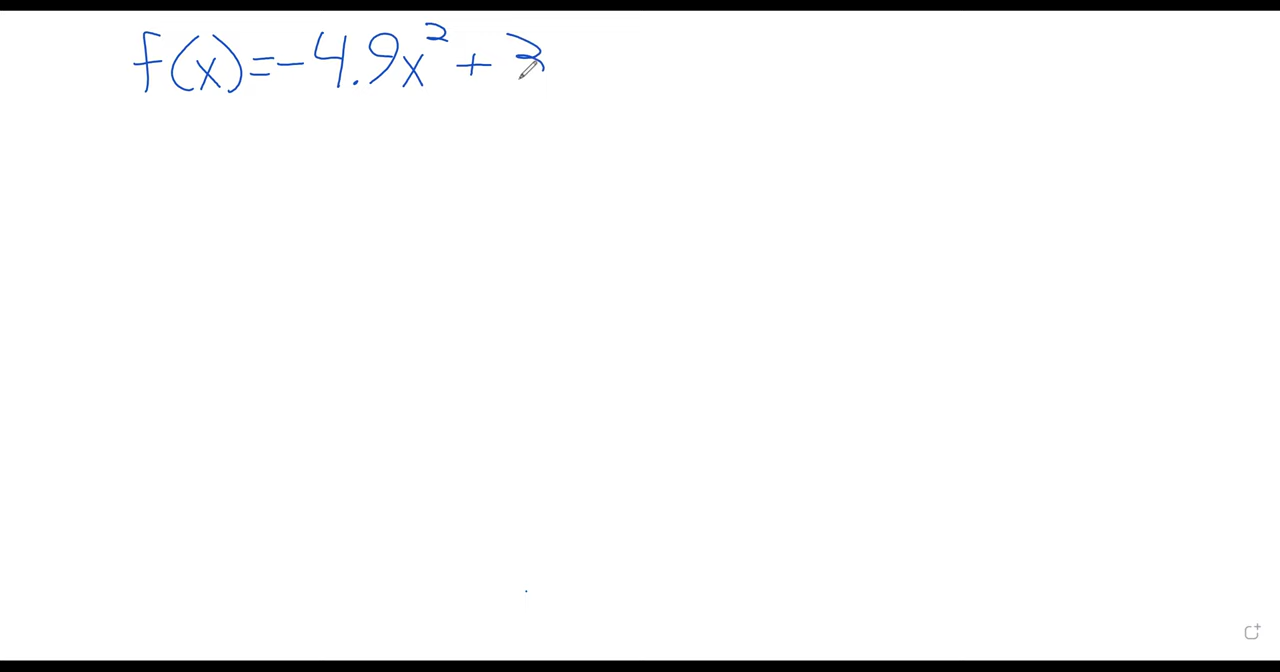 f(x)=-4.9x² + 3